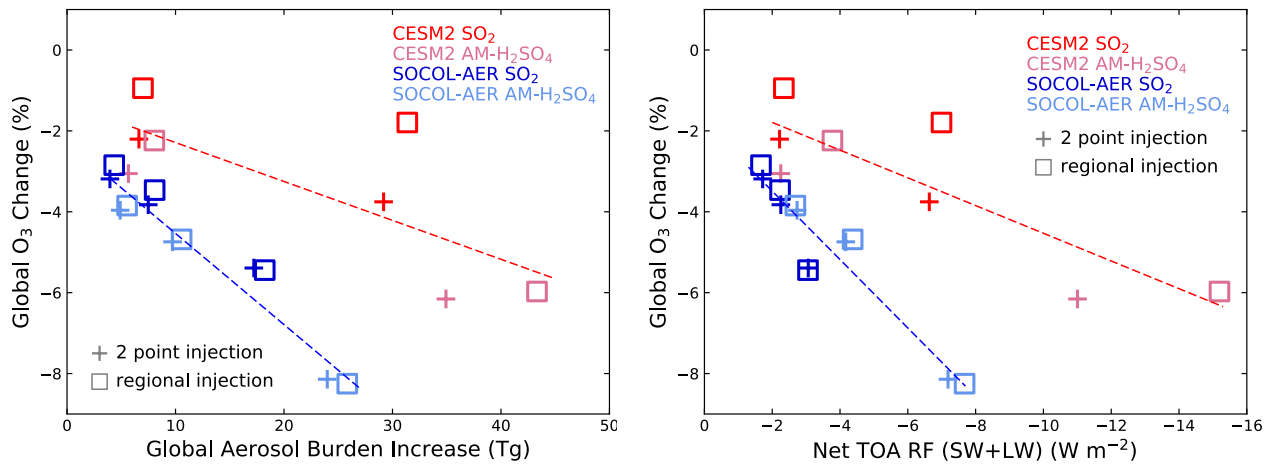 CESM2 SO₂
CESM2 AM-H₂SO₄
SOCOL-AER SO₂
SOCOL-AER AM-H₂SO₄
0
−2
−4
−6
−8
Global O₃ Change (%)
2 point injection
regional injection
0 10 20 30 40 50
Global Aerosol Burden Increase (Tg)
CESM2 SO₂
CESM2 AM-H₂SO₄
SOCOL-AER SO₂
SOCOL-AER AM-H₂SO₄
2 point injection
regional injection
0
−2
−4
−6
−8
Global O₃ Change (%)
0 −2 −4 −6 −8 −10 −12 −14 −16
Net TOA RF (SW+LW) (W m⁻²)